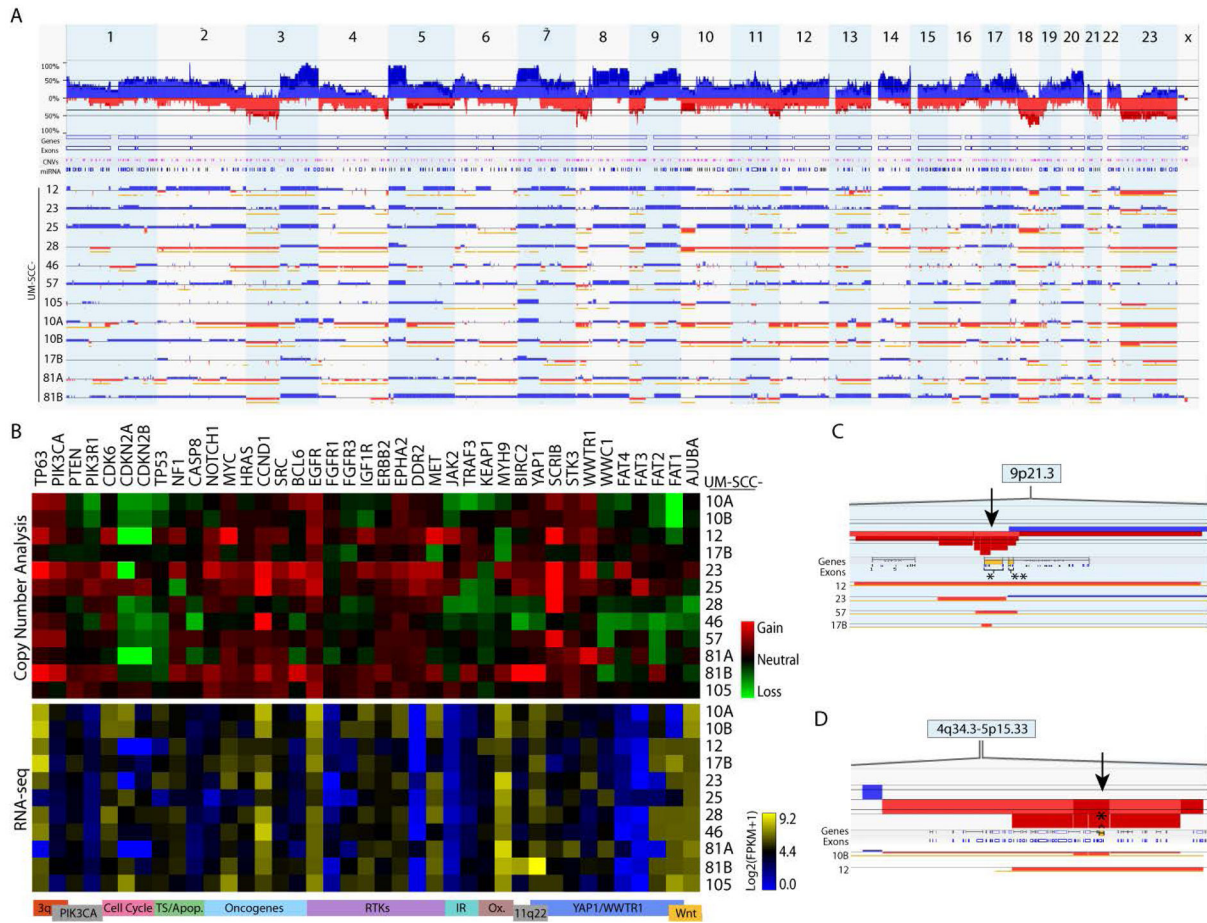 A
1 2 3 4 5 6 7 8 9 10 11 12 13 14 15 16 17 18 19 20 21 22 23 x
100%
50%
0%
50%
100%
Genes
Exons
CNVs
miRNA
UM-SCC-
12
23
25
28
46
57
105
10A
10B
17B
81A
81B
B
TP63 PIK3CA PTEN PIK3R1 CDK6 CDKN2A CDKN2B TP53 NF1 CASP8 NOTCH1 MYC HRAS CCND1 SRC BCL6 EGFR FGFR1 FGFR3 IGF1R ERBB2 EPHA2 DDR2 MET JAK2 TRAF3 KEAP1 MYH9 BIRC2 YAP1 SCRIB STK3 WWTR1 WWC1 FAT4 FAT3 FAT2 FAT1 AJUBA
UM-SCC-
Copy Number Analysis
10A
10B
12
17B
23
25
28
46
57
81A
81B
105
Gain
Neutral
Loss
RNA-seq
10A
10B
12
17B
23
25
28
46
81A
81B
105
Log2(FPKM+1)
9.2
4.4
0.0
3q PIK3CA Cell Cycle TS/Apop. Oncogenes RTKs IR Ox. 11q22 YAP1/WWTR1 Wnt
C
9p21.3
Genes
Exons
* **
12
23
57
17B
D
4q34.3-5p15.33
*
Genes
Exons
10B
12